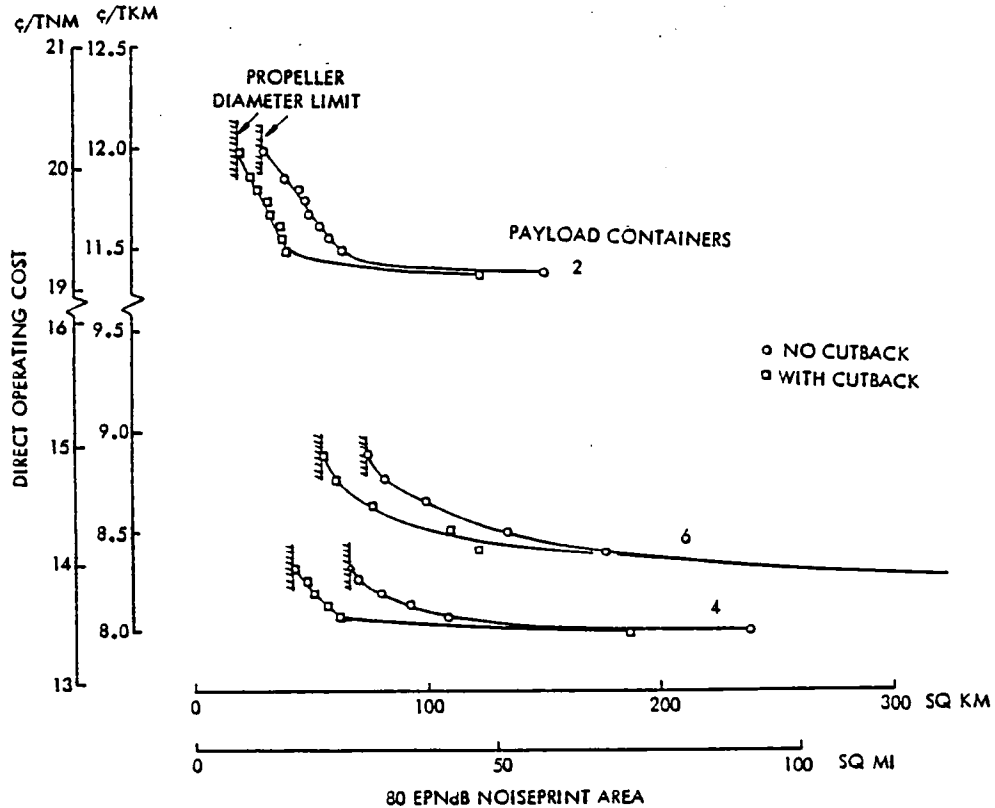 ¢/TNM ¢/TKM
21 12.5
PROPELLER
DIAMETER LIMIT
12.0
20
PAYLOAD CONTAINERS
11.5
2
19
DIRECT OPERATING COST
16 9.5
NO CUTBACK
WITH CUTBACK
9.0
15
8.5
6
14
4
8.0
13
0 100 200 300 SQ KM
0 50 100 SQ MI
80 EPNdB NOISEPRINT AREA